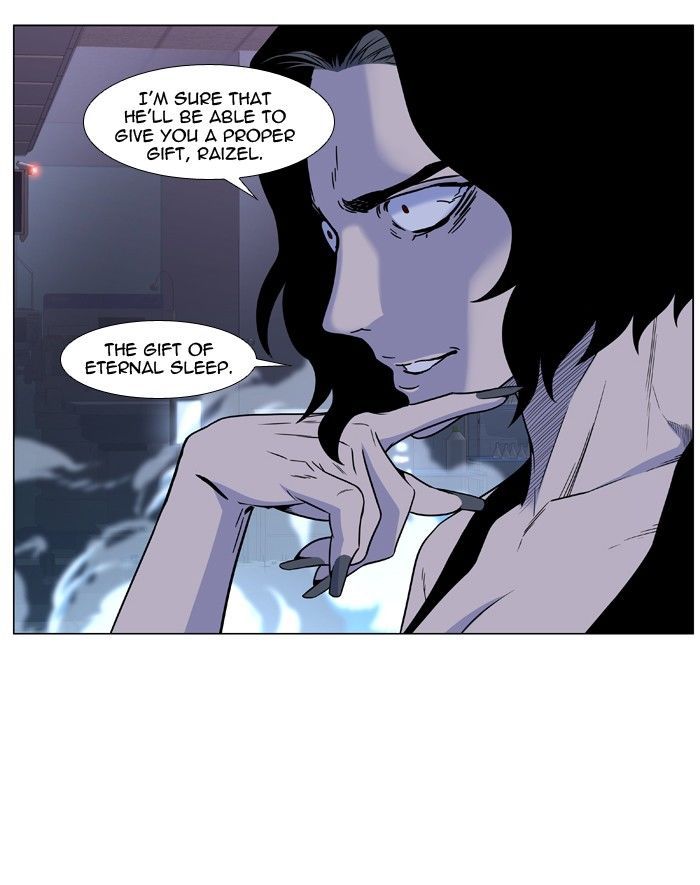 I'M SURE THAT
HE'LL BE ABLE TO
GIVE YOU A PROPER
GIFT, RAIZEL.
THE GIFT OF
ETERNAL SLEEP.